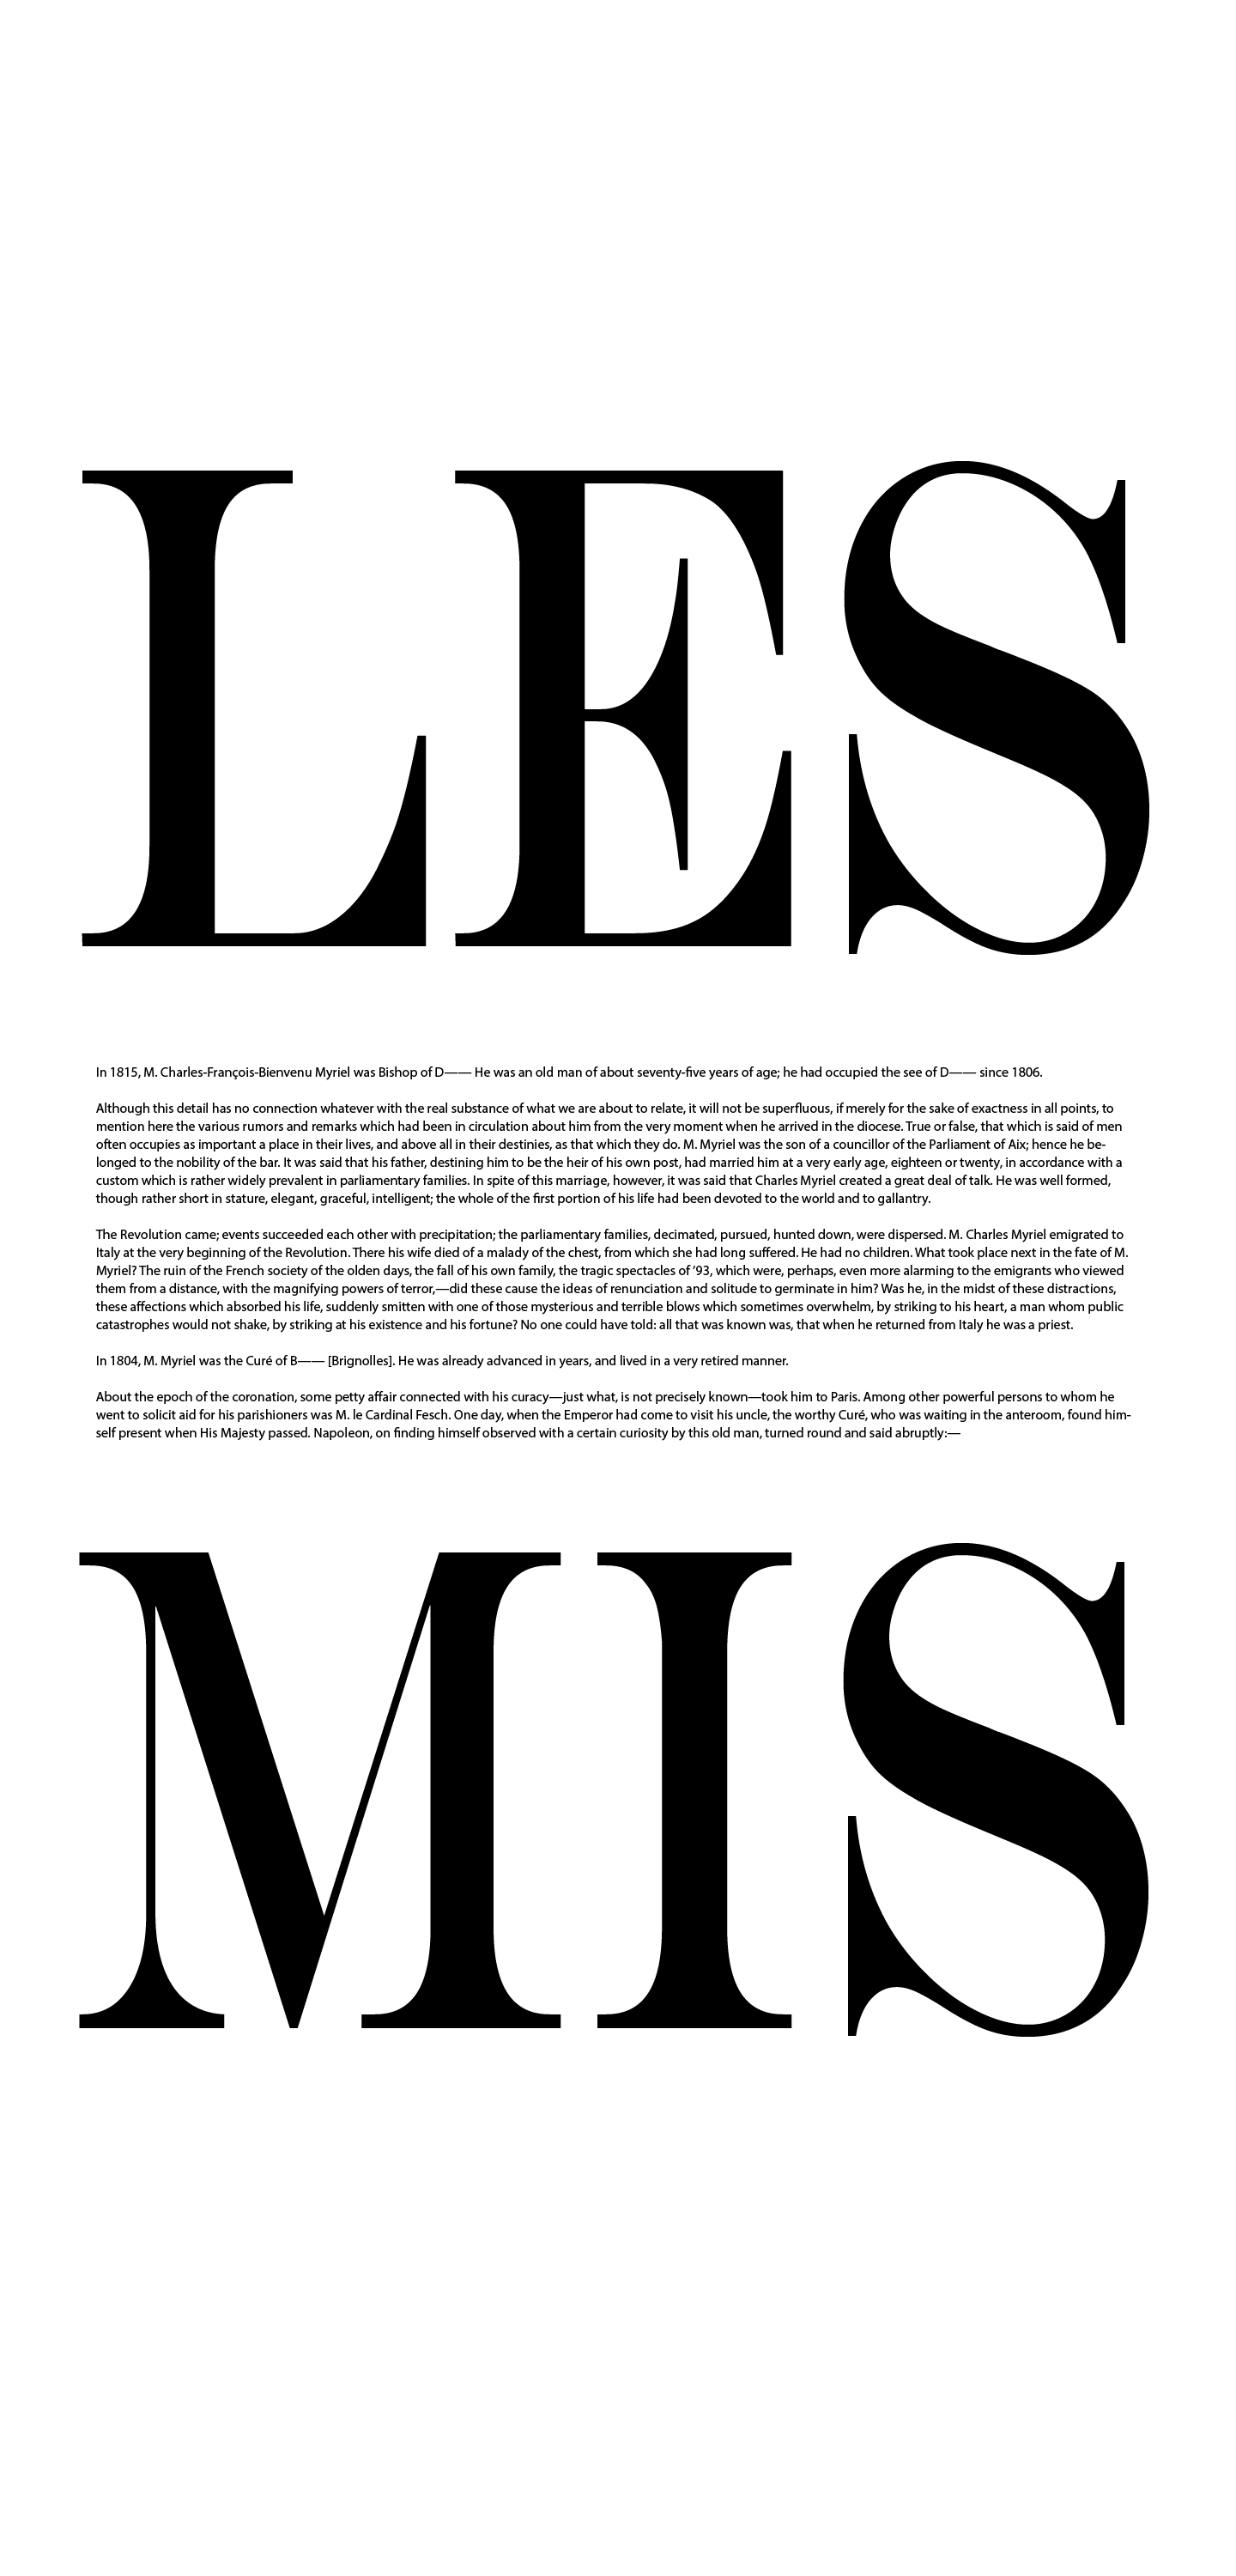 LES
In 1815, M. Charles-François-Bienvenu Myriel was Bishop of D—— He was an old man of about seventy-five years of age; he had occupied the see of D—— since 1806.
Although this detail has no connection whatever with the real substance of what we are about to relate, it will not be superfluous, if merely for the sake of exactness in all points, to
mention here the various rumors and remarks which had been in circulation about him from the very moment when he arrived in the diocese. True or false, that which is said of men
often occupies as important a place in their lives, and above all in their destinies, as that which they do. M. Myriel was the son of a councillor of the Parliament of Aix; hence he be-
longed to the nobility of the bar. It was said that his father, destining him to be the heir of his own post, had married him at a very early age, eighteen or twenty, in accordance with a
custom which is rather widely prevalent in parliamentary families. In spite of this marriage, however, it was said that Charles Myriel created a great deal of talk. He was well formed,
though rather short in stature, elegant, graceful, intelligent; the whole of the first portion of his life had been devoted to the world and to gallantry.
The Revolution came; events succeeded each other with precipitation; the parliamentary families, decimated, pursued, hunted down, were dispersed. M. Charles Myriel emigrated to
Italy at the very beginning of the Revolution. There his wife died of a malady of the chest, from which she had long suffered. He had no children. What took place next in the fate of M.
Myriel? The ruin of the French society of the olden days, the fall of his own family, the tragic spectacles of ’93, which were, perhaps, even more alarming to the emigrants who viewed
them from a distance, with the magnifying powers of terror,—did these cause the ideas of renunciation and solitude to germinate in him? Was he, in the midst of these distractions,
these affections which absorbed his life, suddenly smitten with one of those mysterious and terrible blows which sometimes overwhelm, by striking to his heart, a man whom public
catastrophes would not shake, by striking at his existence and his fortune? No one could have told: all that was known was, that when he returned from Italy he was a priest.
In 1804, M. Myriel was the Curé of B—— [Brignolles]. He was already advanced in years, and lived in a very retired manner.
About the epoch of the coronation, some petty affair connected with his curacy—just what, is not precisely known—took him to Paris. Among other powerful persons to whom he
went to solicit aid for his parishioners was M. le Cardinal Fesch. One day, when the Emperor had come to visit his uncle, the worthy Curé, who was waiting in the anteroom, found him-
self present when His Majesty passed. Napoleon, on finding himself observed with a certain curiosity by this old man, turned round and said abruptly:—
MIS